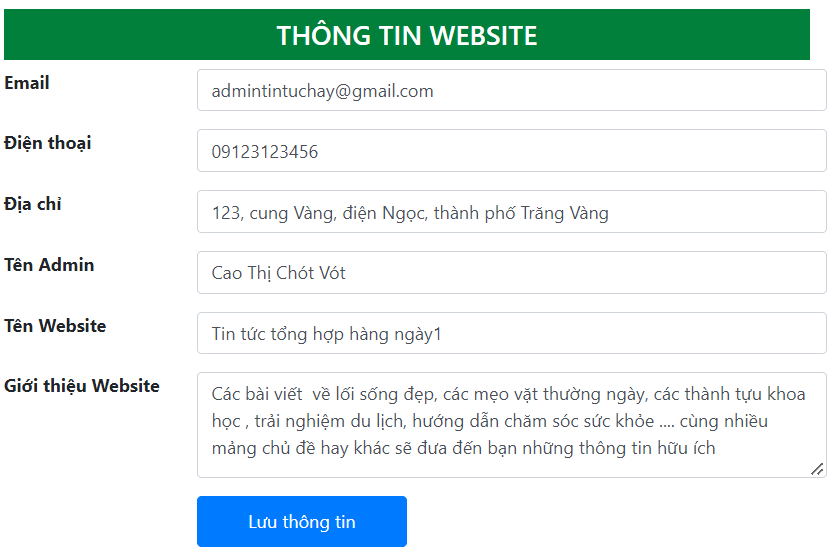 THÔNG TIN WEBSITE
Email
admintintuchay@gmail.com
Điện thoại
09123123456
Địa chỉ
123, cung Vàng, điện Ngọc, thành phố Trăng Vàng
Tên Admin
Cao Thị Chót Vót
Tên Website
Tin tức tổng hợp hàng ngày1
Giới thiệu Website
Các bài viết  về lối sống đẹp, các mẹo vặt thường ngày, các thành tựu khoa
học , trải nghiệm du lịch, hướng dẫn chăm sóc sức khỏe .... cùng nhiều
mảng chủ đề hay khác sẽ đưa đến bạn những thông tin hữu ích
Lưu thông tin